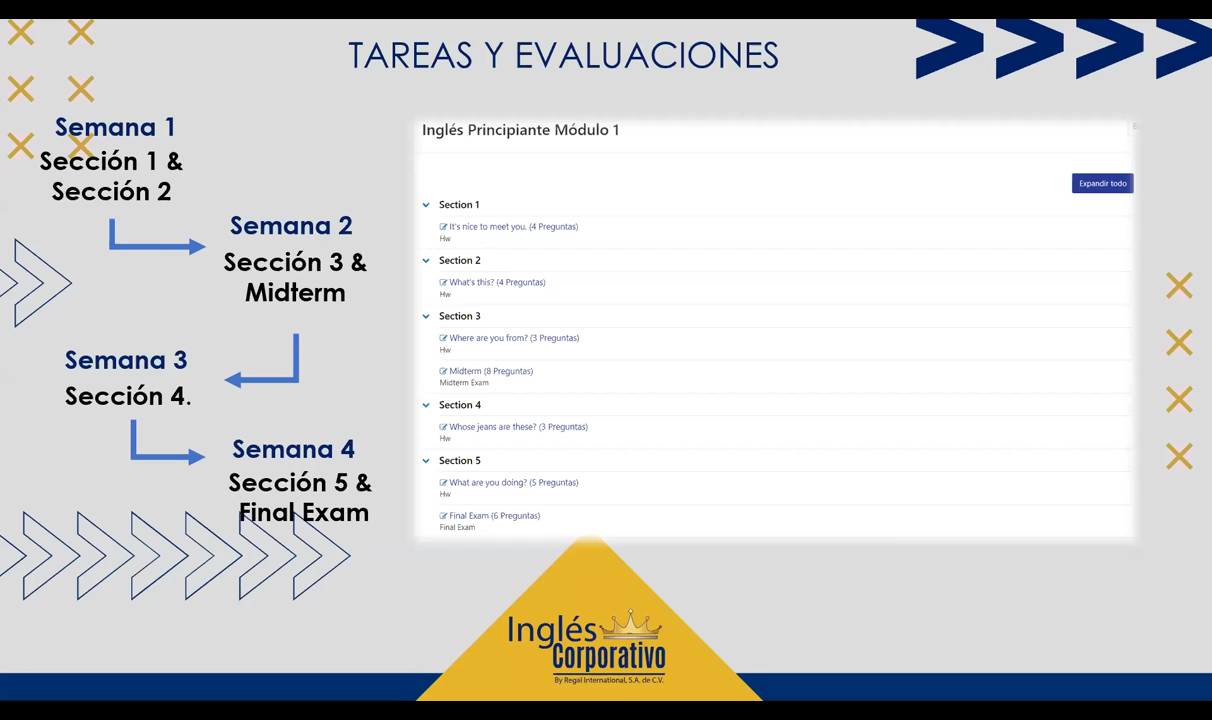 TAREAS Y EVALUACIONES
Semana 1
Sección 1 &
Sección 2
Semana 2
Sección 3 &
Midterm
Semana 3
Sección 4.
Semana 4
Sección 5 &
Final Exam
Inglés Principiante Módulo 1
Expandir todo
Section 1
It's nice to meet you. (4 Preguntas)
Hw
Section 2
What's this? (4 Preguntas)
Hw
Section 3
Where are you from? (3 Preguntas)
Hw
Midterm (8 Preguntas)
Midterm Exam
Section 4
Whose jeans are these? (3 Preguntas)
Hw
Section 5
What are you doing? (5 Preguntas)
Hw
Final Exam (6 Preguntas)
Final Exam
Inglés
Corporativo
By Regal International, S.A. de C.V.